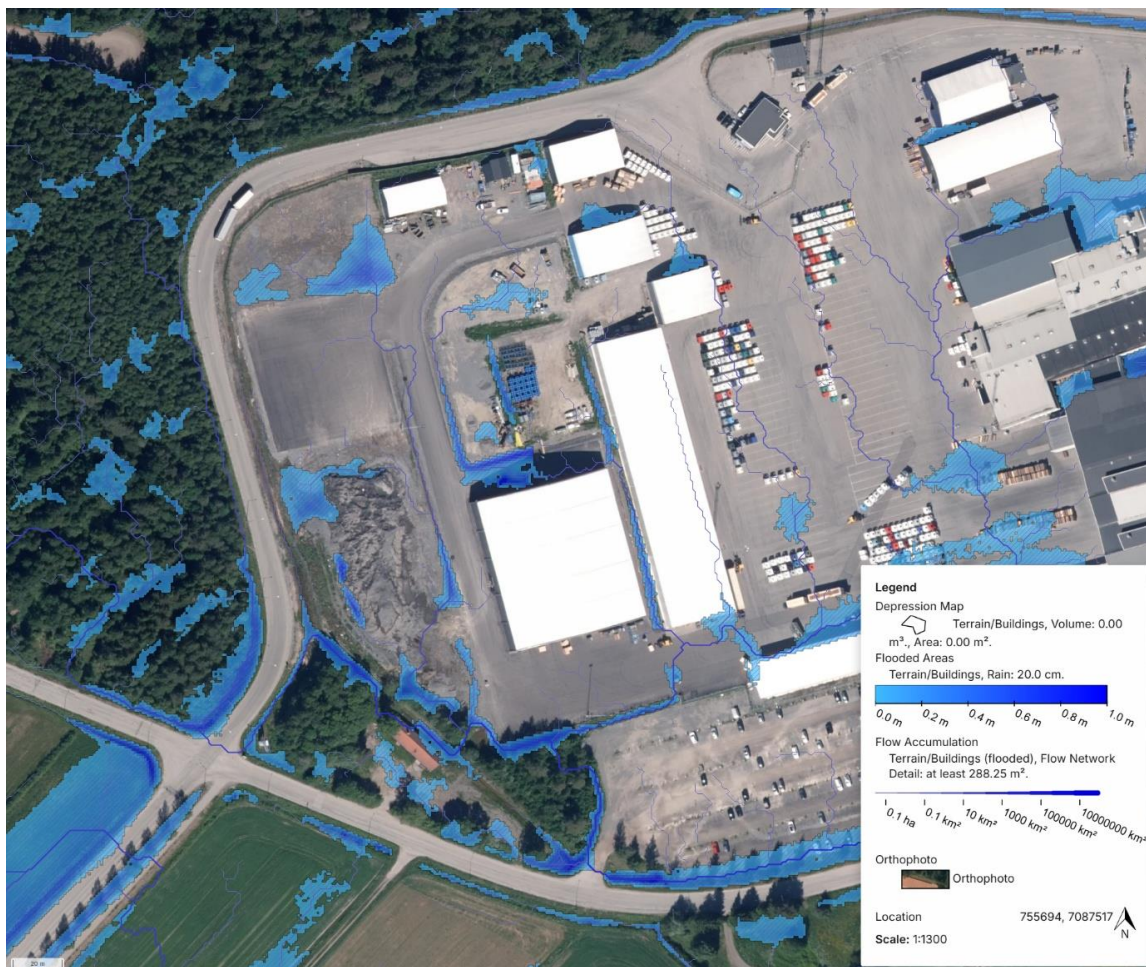 Legend
Depression Map
Terrain/Buildings, Volume: 0.00
m³., Area: 0.00 m².
Flooded Areas
Terrain/Buildings, Rain: 20.0 cm.
0.0 m 0.2 m 0.4 m 0.6 m 0.8 m 1.0 m
Flow Accumulation
Terrain/Buildings (flooded), Flow Network
Detail: at least 288.25 m².
0.1 ha 0.1 km² 10 km² 1000 km² 100000 km² 10000000 km²
Orthophoto
Orthophoto
Location 755694, 7087517
Scale: 1:1300
N
20 m